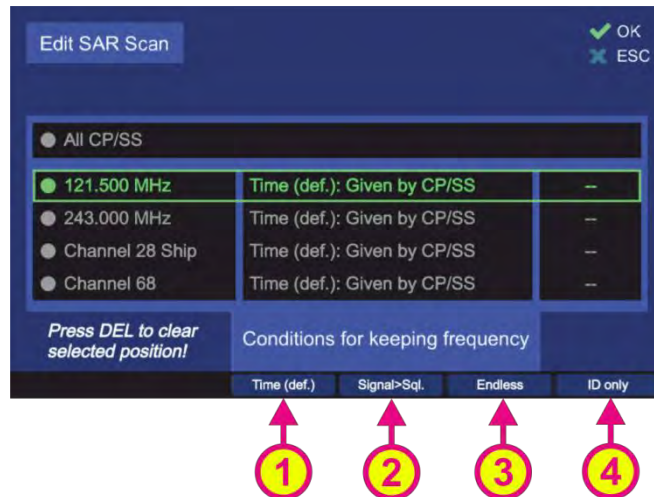 Edit SAR Scan
OK
ESC
All CP/SS
121.500 MHz Time (def.): Given by CP/SS --
243.000 MHz Time (def.): Given by CP/SS --
Channel 28 Ship Time (def.): Given by CP/SS --
Channel 68 Time (def.): Given by CP/SS --
Press DEL to clear
selected position!
Conditions for keeping frequency
Time (def.) Signal>Sql. Endless ID only
1 2 3 4